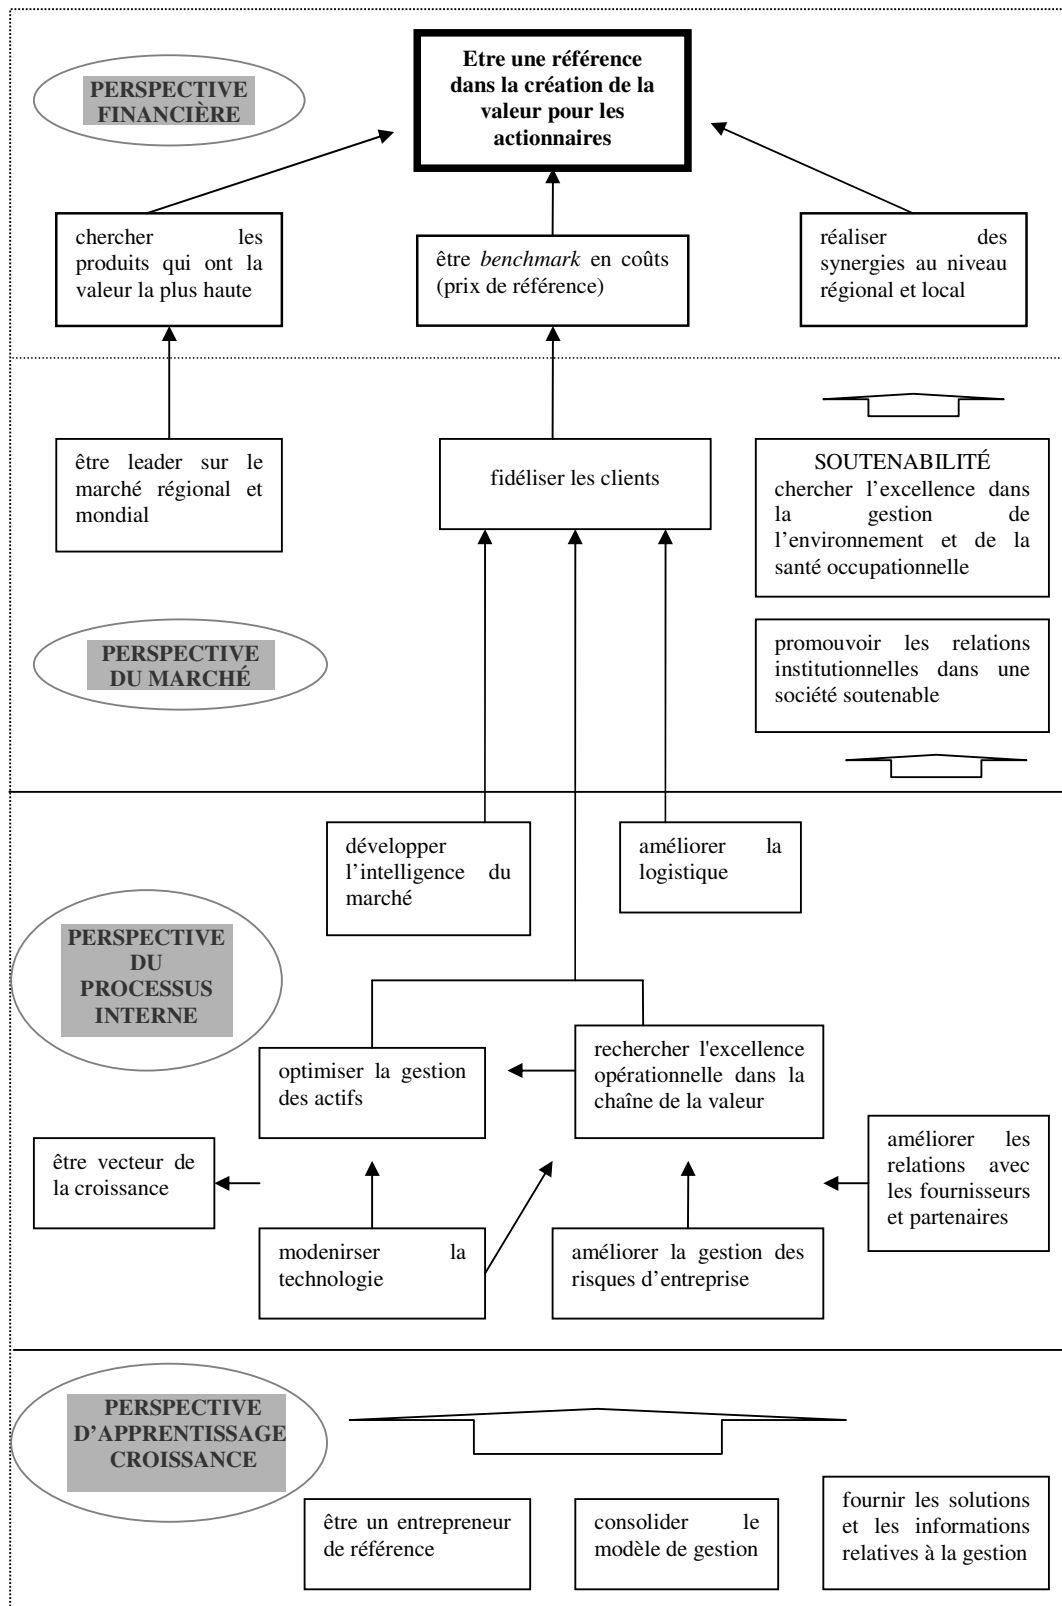 PERSPECTIVE
FINANCIÈRE
Etre une référence
dans la création de la
valeur pour les
actionnaires
chercher les
produits qui ont la
valeur la plus haute
être benchmark en coûts
(prix de référence)
réaliser des
synergies au niveau
régional et local
être leader sur le
marché régional et
mondial
fidéliser les clients
SOUTENABILITÉ
chercher l’excellence dans
la gestion de
l’environnement et de la
santé occupationnelle
PERSPECTIVE
DU MARCHÉ
promouvoir les relations
institutionnelles dans une
société soutenable
développer
l’intelligence du
marché
améliorer la
logistique
PERSPECTIVE
DU
PROCESSUS
INTERNE
optimiser la gestion
des actifs
rechercher l'excellence
opérationnelle dans la
chaîne de la valeur
être vecteur de
la croissance
améliorer les
relations avec
les fournisseurs
et partenaires
modenirser la
technologie
améliorer la gestion des
risques d’entreprise
PERSPECTIVE
D’APPRENTISSAGE
CROISSANCE
être un entrepreneur
de référence
consolider le
modèle de gestion
fournir les solutions
et les informations
relatives à la gestion